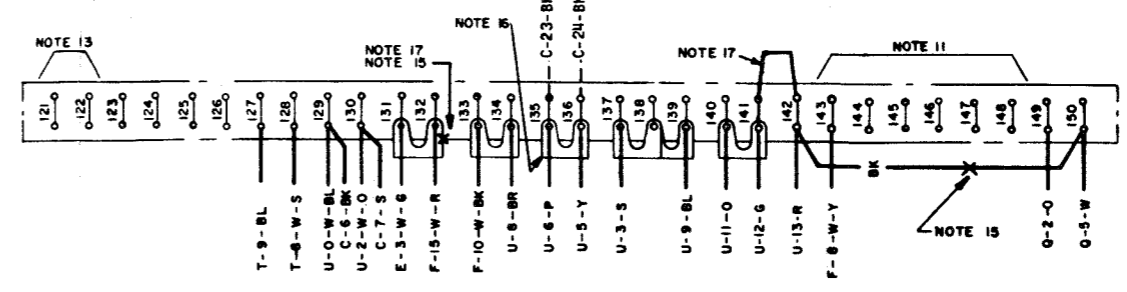 C-23-B
C-24-B
NOTE 16
NOTE 13
NOTE 17
NOTE 15
NOTE 17
NOTE 11
121
122
123
124
125
126
127
128
129
130
131
132
133
134
135
136
137
138
139
140
141
142
143
144
145
146
147
148
149
150
BK
NOTE 15
T-9-BL
T-8-W-S
U-0-W-BL
C-6-BK
U-2-W-O
C-7-S
E-3-W-G
F-15-W-R
F-10-W-BK
U-8-BR
U-6-P
U-5-Y
U-3-S
U-9-BL
U-11-O
U-12-G
U-13-R
F-8-W-Y
Q-2-O
Q-5-W